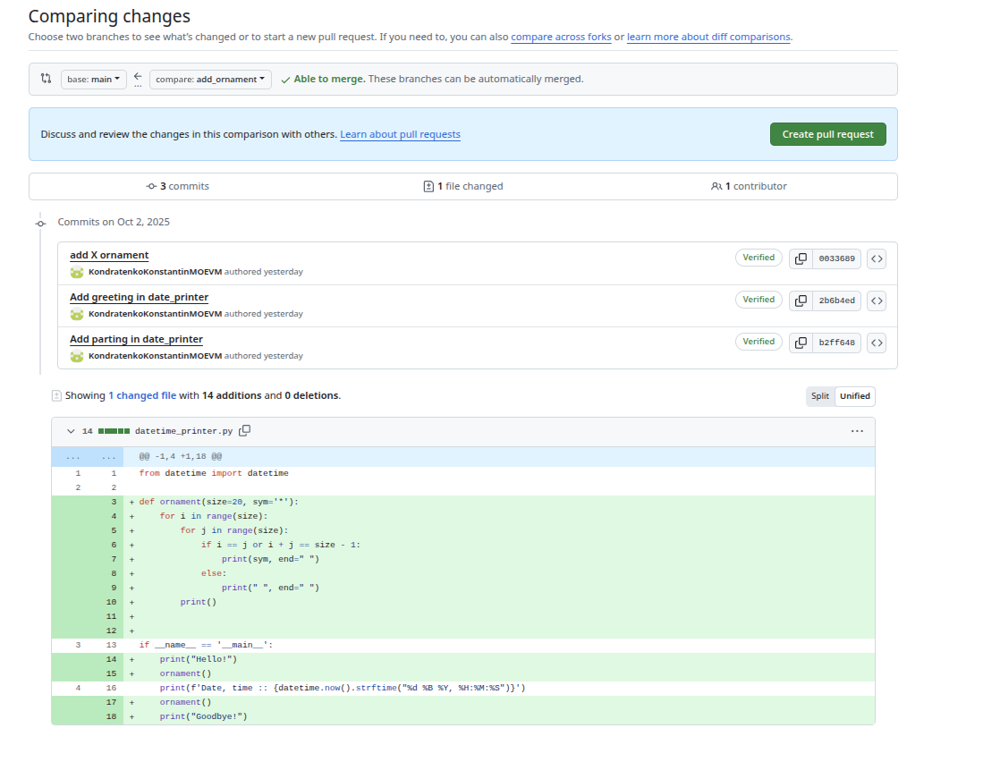 Comparing changes
Choose two branches to see what's changed or to start a new pull request. If you need to, you can also compare across forks or learn more about diff comparisons.
base: main ... compare: add_ornament Able to merge. These branches can be automatically merged.
Discuss and review the changes in this comparison with others. Learn about pull requests Create pull request
3 commits 1 file changed 1 contributor
Commits on Oct 2, 2025
add X ornament
KondratenkoKonstantinMOEVM authored yesterday
Verified 0033689
Add greeting in date_printer
KondratenkoKonstantinMOEVM authored yesterday
Verified 2b6b4ed
Add parting in date_printer
KondratenkoKonstantinMOEVM authored yesterday
Verified b2ff648
Showing 1 changed file with 14 additions and 0 deletions. Split Unified
14 datetime_printer.py ...
... ... @@ -1,4 +1,18 @@
1 1 from datetime import datetime
2 2
3 + def ornament(size=20, sym='*'):
4 +     for i in range(size):
5 +         for j in range(size):
6 +             if i == j or i + j == size - 1:
7 +                 print(sym, end=" ")
8 +             else:
9 +                 print(" ", end=" ")
10 +         print()
11 +
12 +
3 13 if __name__ == '__main__':
14 +     print("Hello!")
15 +     ornament()
4 16     print(f'Date, time :: {datetime.now().strftime("%d %B %Y, %H:%M:%S")}')
17 +     ornament()
18 +     print("Goodbye!")